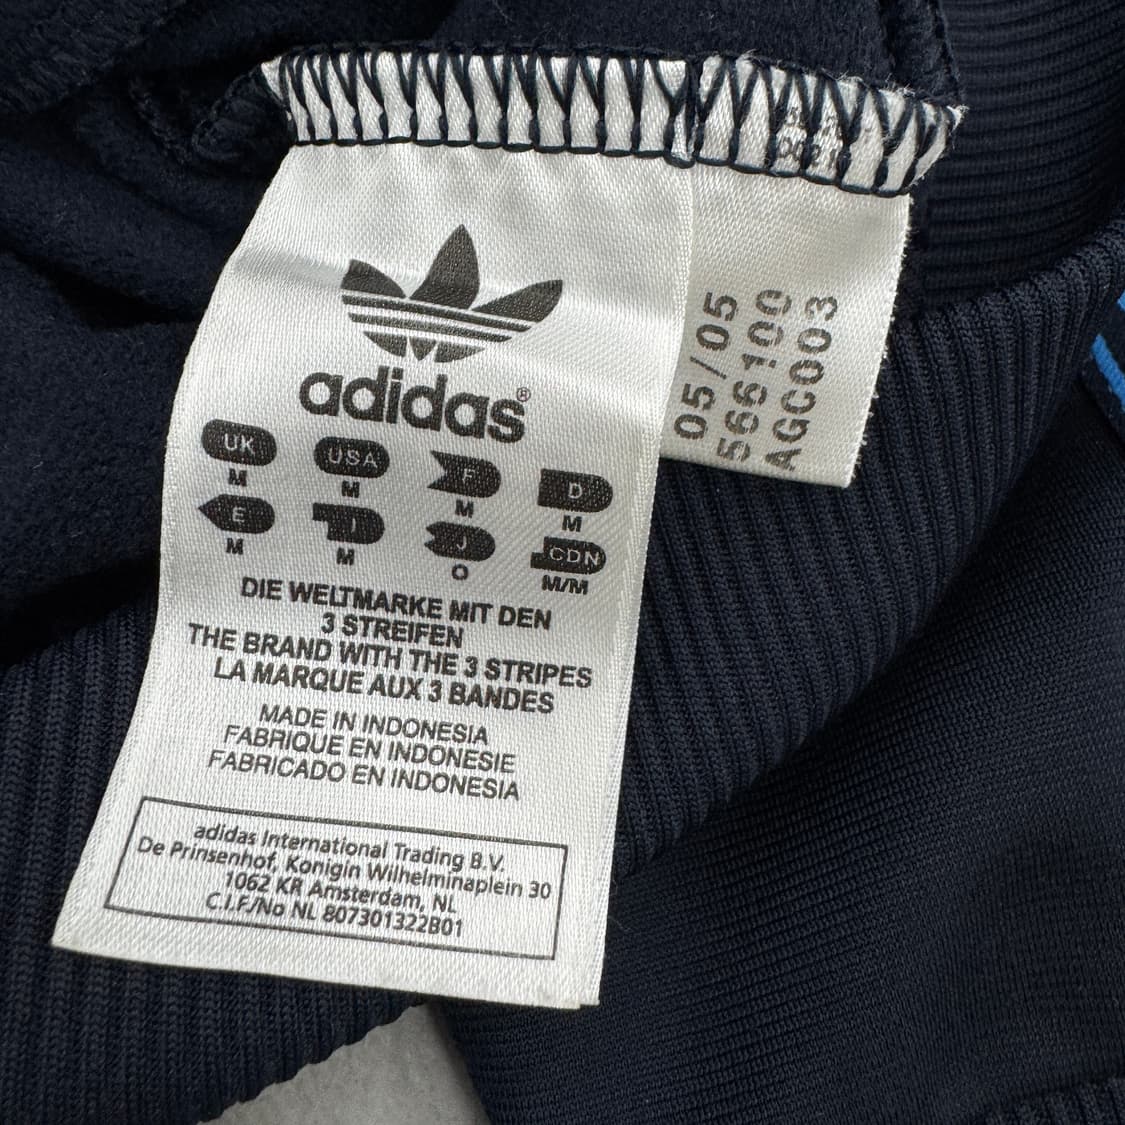 adidas®
UK USA F D
M M M M
E I J CDN
M M O M/M
DIE WELTMARKE MIT DEN
3 STREIFEN
THE BRAND WITH THE 3 STRIPES
LA MARQUE AUX 3 BANDES
MADE IN INDONESIA
FABRIQUE EN INDONESIE
FABRICADO EN INDONESIA
adidas International Trading B.V.
De Prinsenhof, Konigin Wilhelminaplein 30
1062 KR Amsterdam, NL
C.I.F./No NL 807301322B01
05/05
566100
AGC003